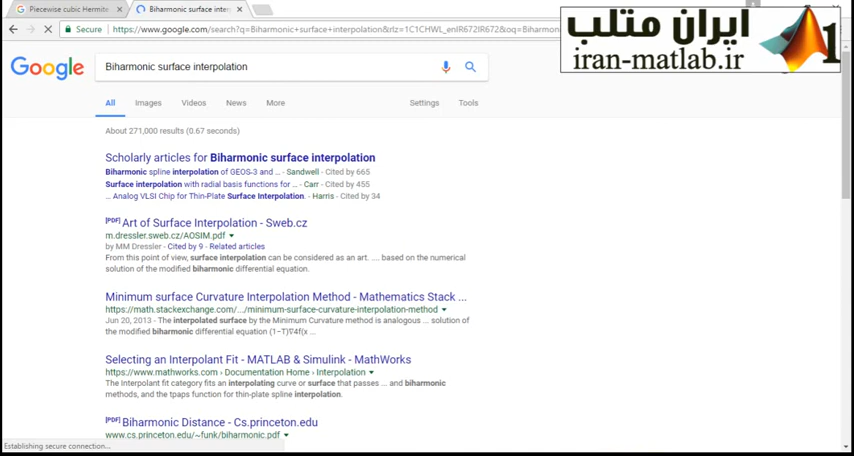 Piecewise cubic Hermite
Biharmonic surface inter
ایران متلب
iran-matlab.ir
1
Secure https://www.google.com/search?q=Biharmonic+surface+interpolation&rlz=1C1CHWL_enIR672IR672&oq=Biharmon
Google
Biharmonic surface interpolation
All Images Videos News More Settings Tools
About 271,000 results (0.67 seconds)
Scholarly articles for Biharmonic surface interpolation
Biharmonic spline interpolation of GEOS-3 and ... - Sandwell - Cited by 665
Surface interpolation with radial basis functions for ... - Carr - Cited by 455
... Analog VLSI Chip for Thin-Plate Surface Interpolation. - Harris - Cited by 34
[PDF] Art of Surface Interpolation - Sweb.cz
m.dressler.sweb.cz/AOSIM.pdf
by MM Dressler - Cited by 9 - Related articles
From this point of view, surface interpolation can be considered as an art. .... based on the numerical
solution of the modified biharmonic differential equation.
Minimum surface Curvature Interpolation Method - Mathematics Stack ...
https://math.stackexchange.com/.../minimum-surface-curvature-interpolation-method
Jun 20, 2013 - The interpolated surface by the Minimum Curvature method is analogous ... solution of
the modified biharmonic differential equation (1−T)∇4f(x ...
Selecting an Interpolant Fit - MATLAB & Simulink - MathWorks
https://www.mathworks.com › Documentation Home › Interpolation
The Interpolant fit category fits an interpolating curve or surface that passes ... and biharmonic
methods, and the tpaps function for thin-plate spline interpolation.
[PDF] Biharmonic Distance - Cs.princeton.edu
www.cs.princeton.edu/~funk/biharmonic.pdf
Establishing secure connection...